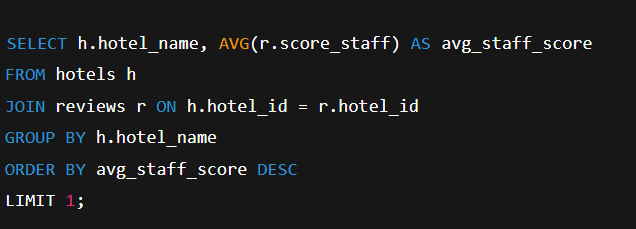 SELECT h.hotel_name, AVG(r.score_staff) AS avg_staff_score
FROM hotels h
JOIN reviews r ON h.hotel_id = r.hotel_id
GROUP BY h.hotel_name
ORDER BY avg_staff_score DESC
LIMIT 1;